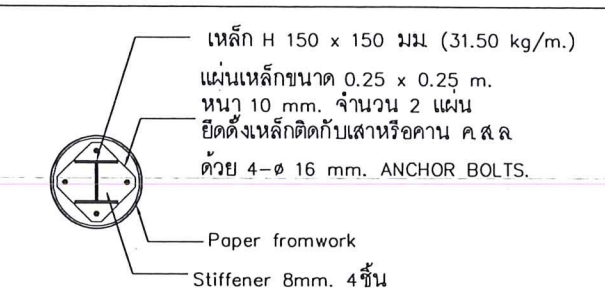 เหล็ก H 150 x 150 มม. (31.50 kg/m.)
แผ่นเหล็กขนาด 0.25 x 0.25 m.
หนา 10 mm. จำนวน 2 แผ่น
ยึดดั้งเหล็กติดกับเสาหรือคาน ค.ส.ล
ด้วย 4-ø 16 mm. ANCHOR BOLTS.
Paper fromwork
Stiffener 8mm. 4ชิ้น